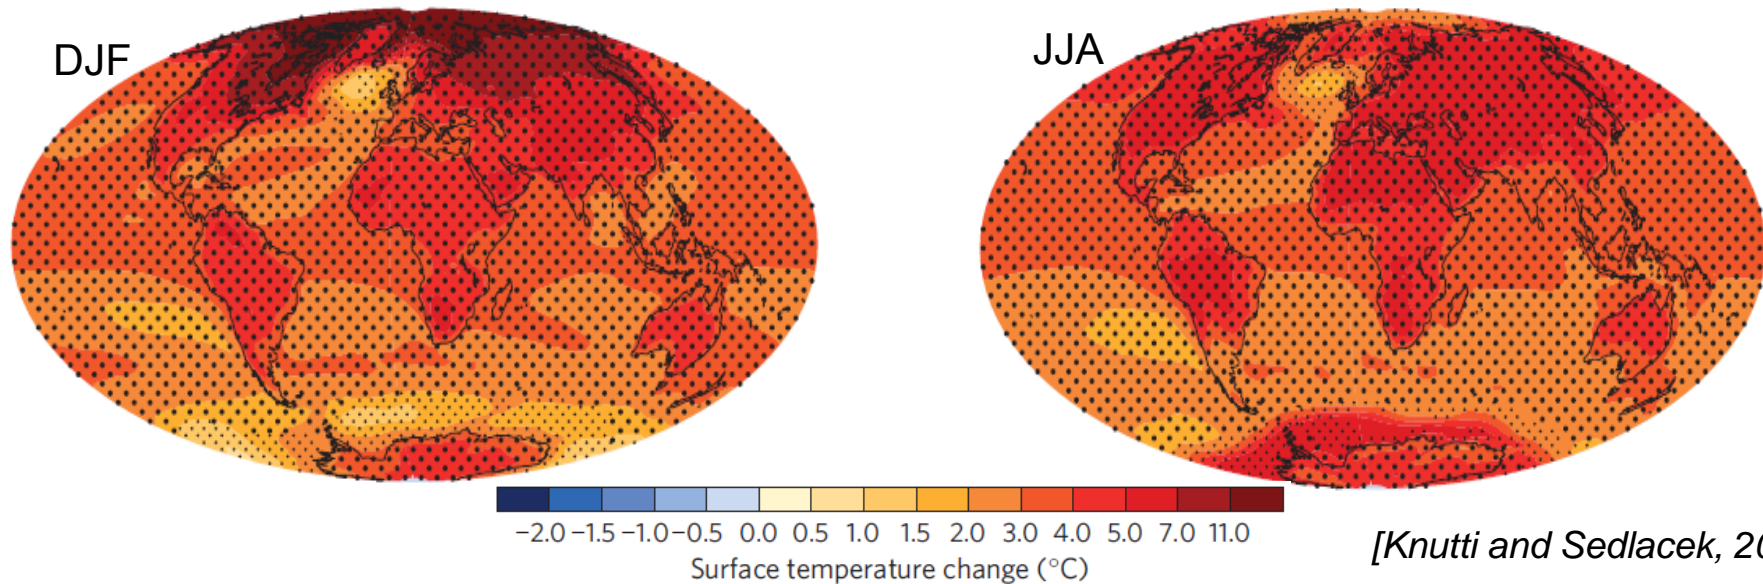 DJF
JJA
−2.0 −1.5 −1.0 −0.5 0.0 0.5 1.0 1.5 2.0 3.0 4.0 5.0 7.0 11.0
Surface temperature change (°C)
[Knutti and Sedlacek,